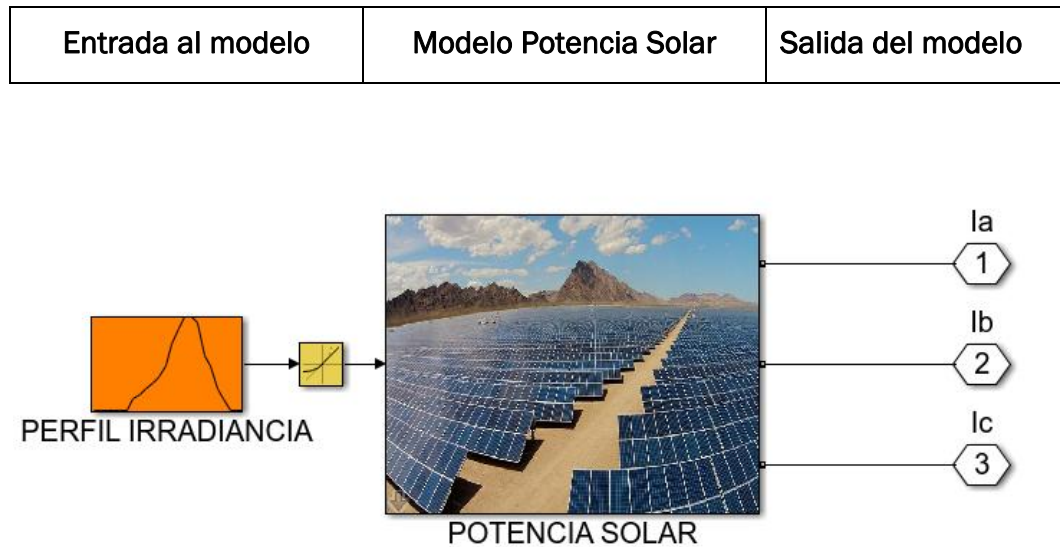 Entrada al modelo
Modelo Potencia Solar
Salida del modelo
PERFIL IRRADIANCIA
POTENCIA SOLAR
Ia
1
Ib
2
Ic
3